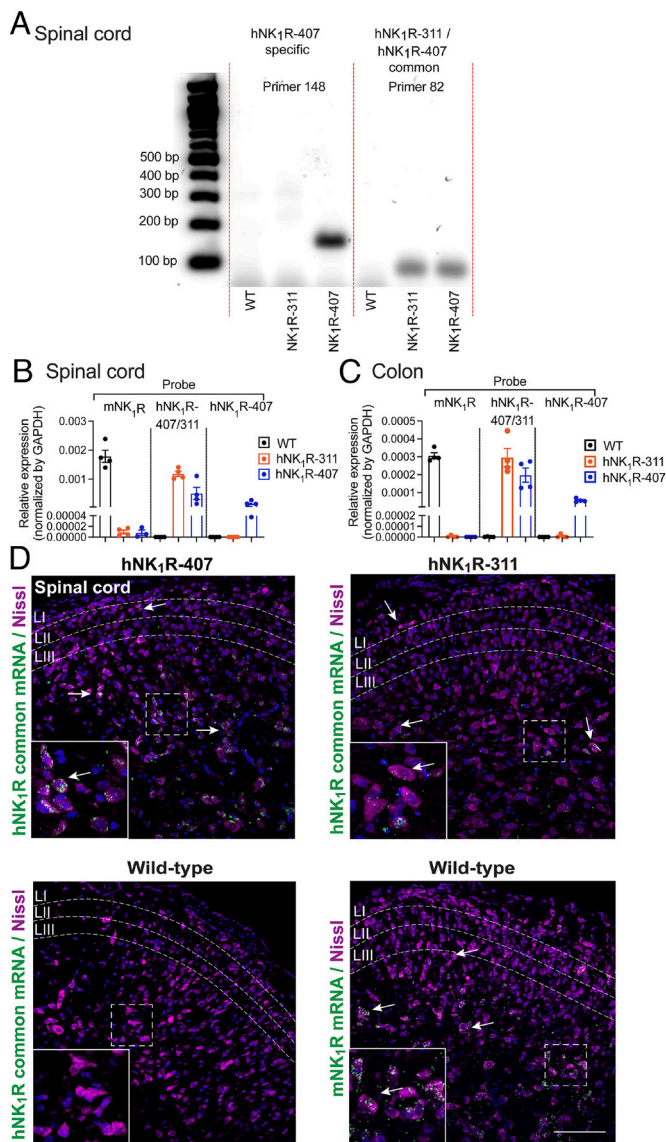 A Spinal cord
hNK₁R-407
specific
hNK₁R-311 /
hNK₁R-407
common
Primer 148
Primer 82
500 bp
400 bp
300 bp
200 bp
100 bp
WT
NK₁R-311
NK₁R-407
WT
NK₁R-311
NK₁R-407
B Spinal cord
Probe
mNK₁R
hNK₁R-
407/311
hNK₁R-407
Relative expression
(normalized by GAPDH)
0.003
0.002
0.001
0.00004
0.00002
0.00000
WT
hNK₁R-311
hNK₁R-407
C Colon
Probe
mNK₁R
hNK₁R-
407/311
hNK₁R-407
Relative expression
(normalized by GAPDH)
0.0005
0.0004
0.0003
0.0002
0.0001
0.00004
0.00002
0.00000
WT
hNK₁R-311
hNK₁R-407
D
hNK₁R-407
hNK₁R common mRNA / Nissl
Spinal cord
LI
LII
LIII
hNK₁R-311
hNK₁R common mRNA / Nissl
LI
LII
LIII
Wild-type
hNK₁R common mRNA / Nissl
LI
LII
LIII
Wild-type
mNK₁R mRNA / Nissl
LI
LII
LIII